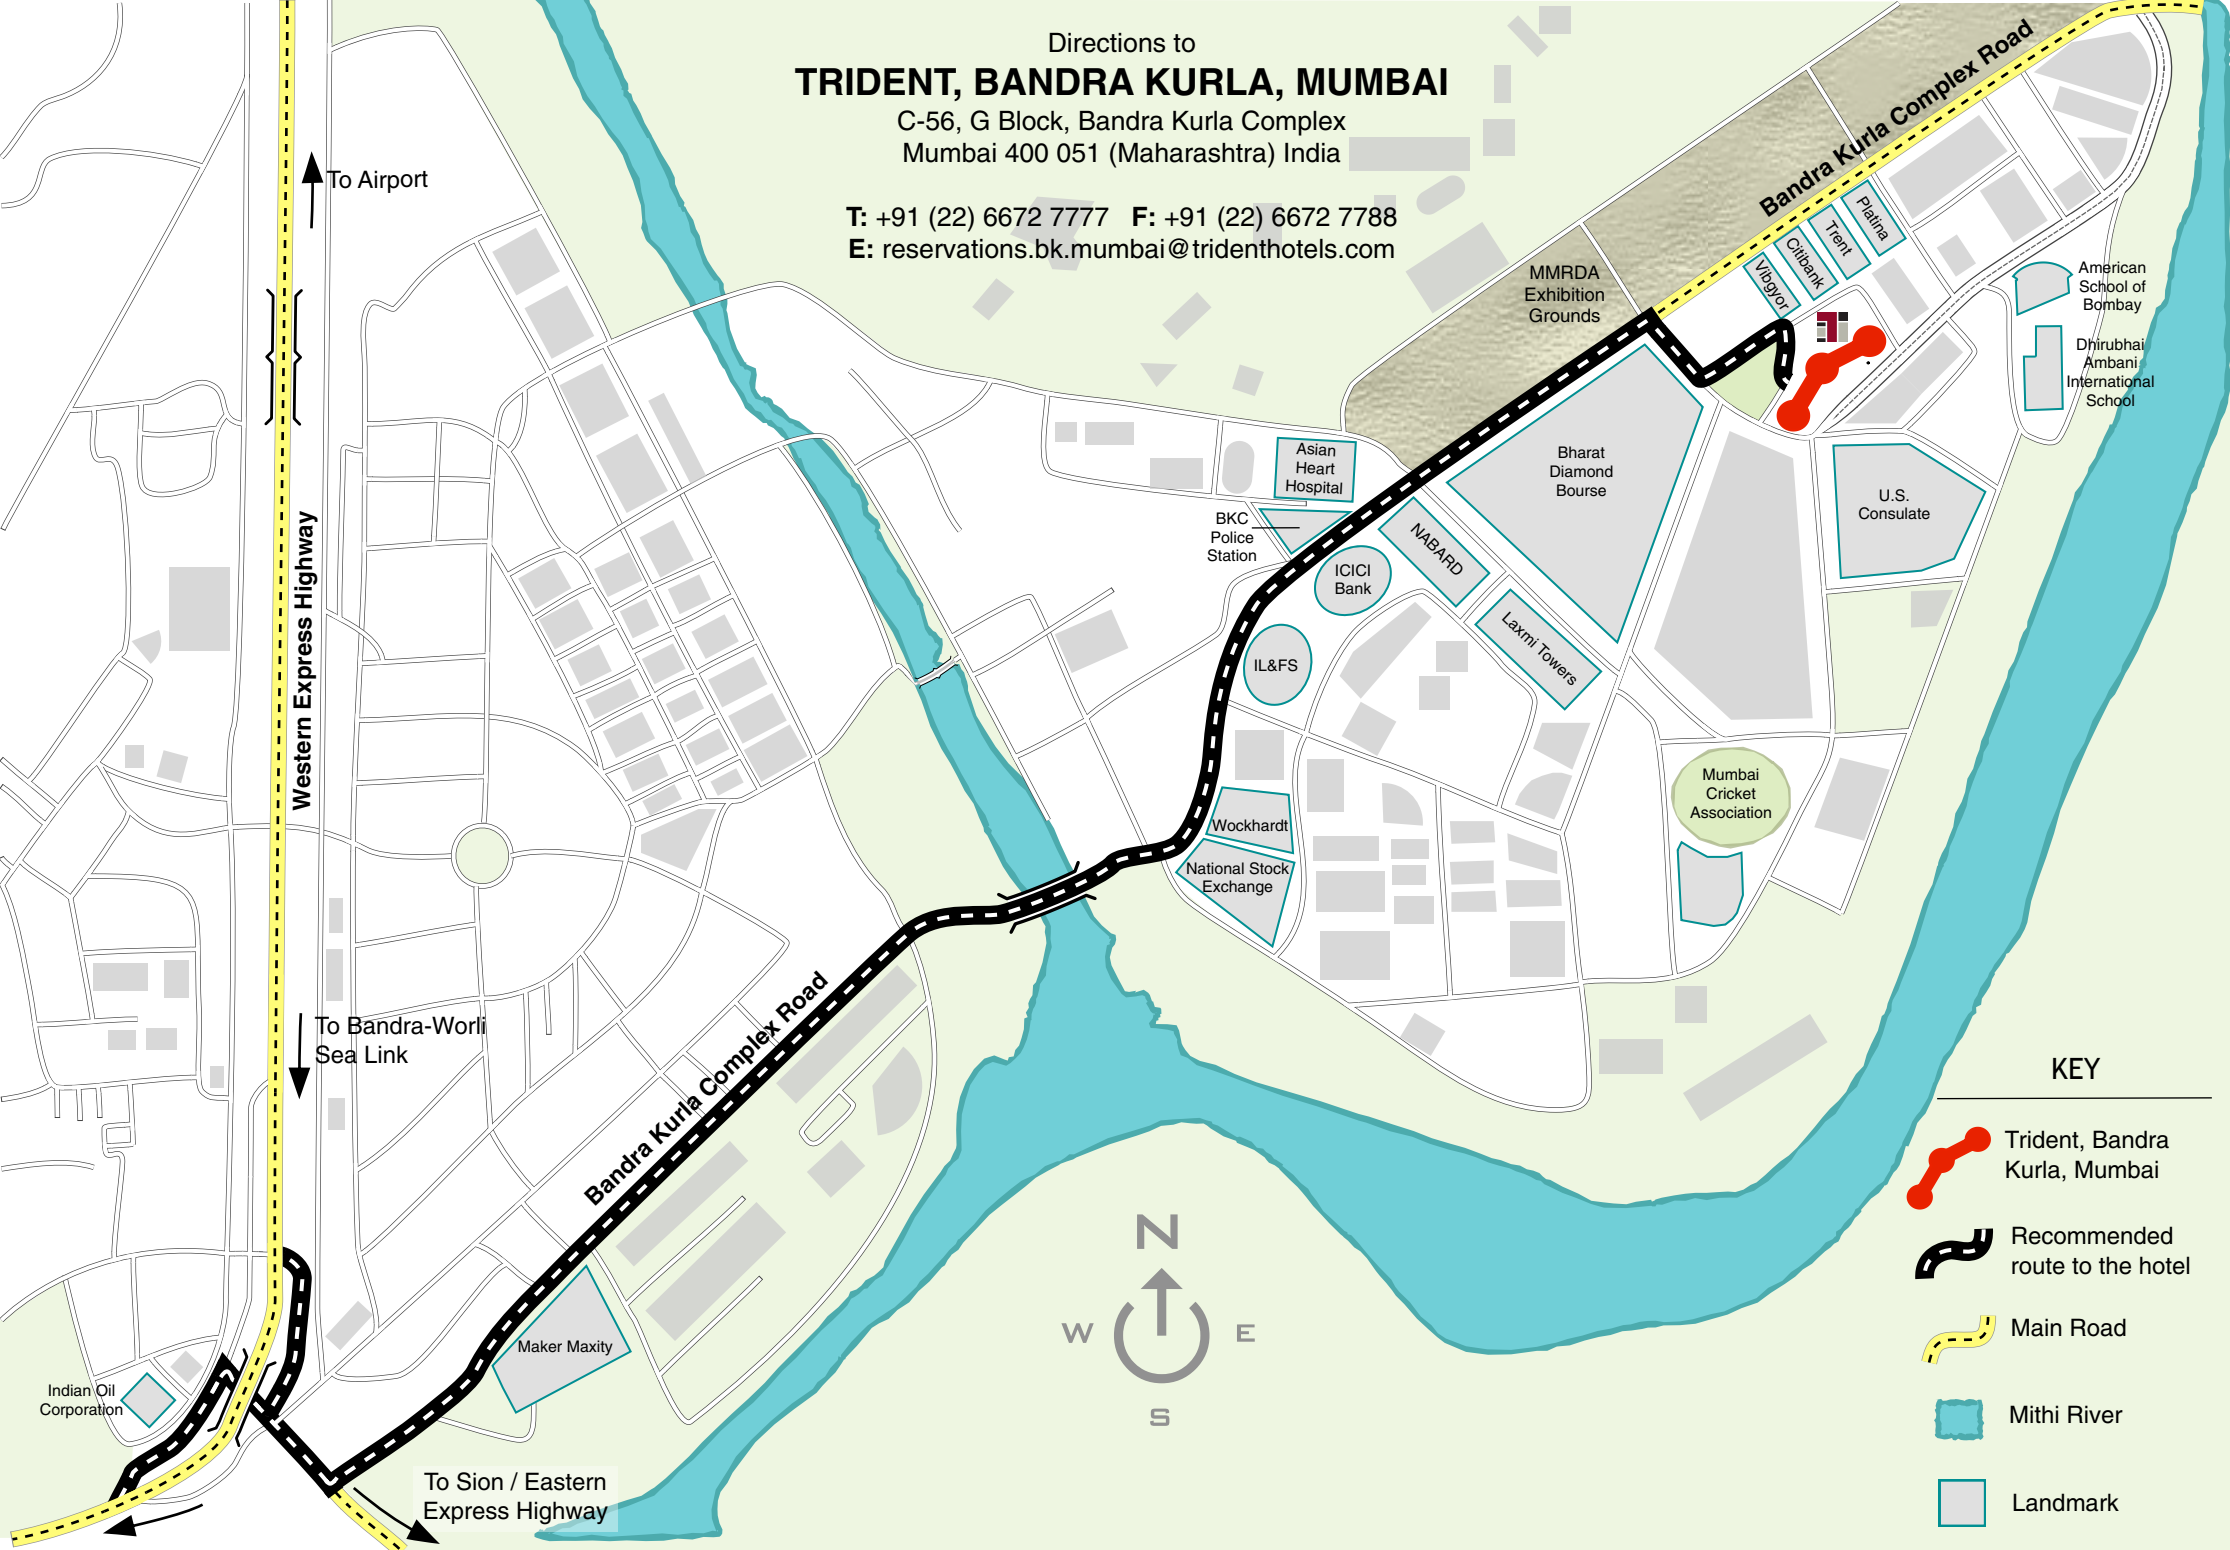 Directions to
TRIDENT, BANDRA KURLA, MUMBAI
C-56, G Block, Bandra Kurla Complex
Mumbai 400 051 (Maharashtra) India
T: +91 (22) 6672 7777 F: +91 (22) 6672 7788
E: reservations.bk.mumbai@tridenthotels.com
To Airport
Western Express Highway
To Bandra-Worli
Sea Link
Bandra Kurla Complex Road
MMRDA
Exhibition
Grounds
Platina
Trent
Citibank
Vibgyor
American
School of
Bombay
Dhirubhai
Ambani
International
School
Asian
Heart
Hospital
BKC
Police
Station
Bharat
Diamond
Bourse
U.S.
Consulate
NABARD
ICICI
Bank
Laxmi Towers
IL&FS
Mumbai
Cricket
Association
Wockhardt
National Stock
Exchange
Bandra Kurla Complex Road
Maker Maxity
Indian Oil
Corporation
To Sion / Eastern
Express Highway
N
W
E
S
KEY
Trident, Bandra
Kurla, Mumbai
Recommended
route to the hotel
Main Road
Mithi River
Landmark